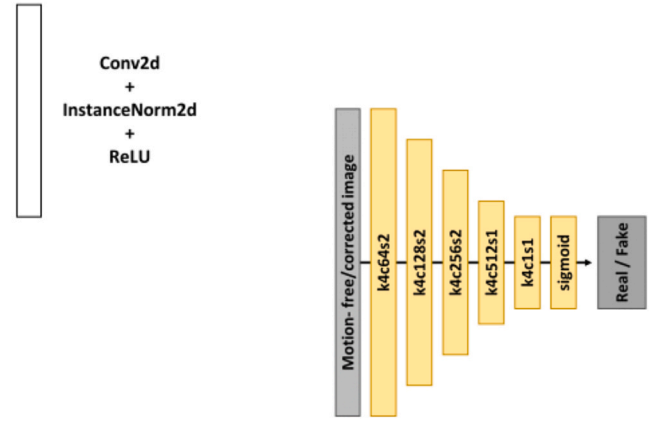 Conv2d
+
InstanceNorm2d
+
ReLU
Motion- free/corrected image
k4c64s2
k4c128s2
k4c256s2
k4c512s1
k4c1s1
sigmoid
Real / Fake